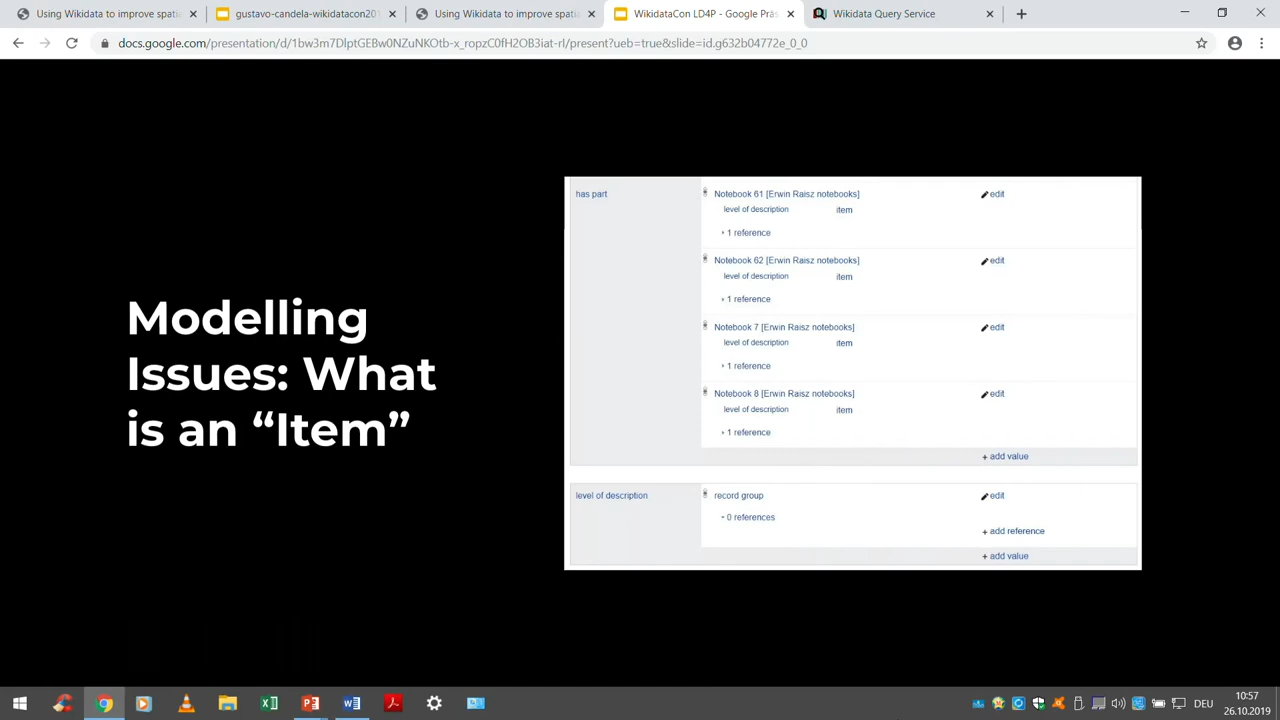 Using Wikidata to improve spati
gustavo-candela-wikidatacon201
Using Wikidata to improve spati
WikidataCon LD4P - Google Präs
Wikidata Query Service
docs.google.com/presentation/d/1bw3m7DlptGEBw0NZuNKOtb-x_ropzC0fH2OB3iat-rI/present?ueb=true&slide=id.g632b04772e_0_0
Modelling
Issues: What
is an “Item”
has part
Notebook 61 [Erwin Raisz notebooks]
edit
level of description item
1 reference
Notebook 62 [Erwin Raisz notebooks]
edit
level of description item
1 reference
Notebook 7 [Erwin Raisz notebooks]
edit
level of description item
1 reference
Notebook 8 [Erwin Raisz notebooks]
edit
level of description item
1 reference
+ add value
level of description
record group
edit
0 references
+ add reference
+ add value
DEU
10:57
26.10.2019